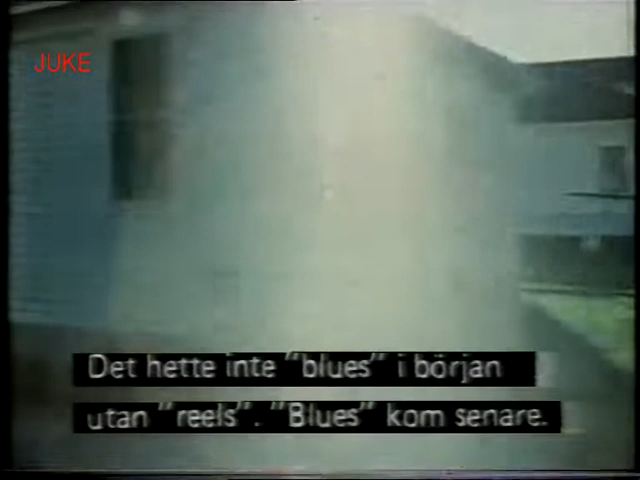 JUKE
Det hette inte "blues" i början
utan "reels". "Blues" kom senare.